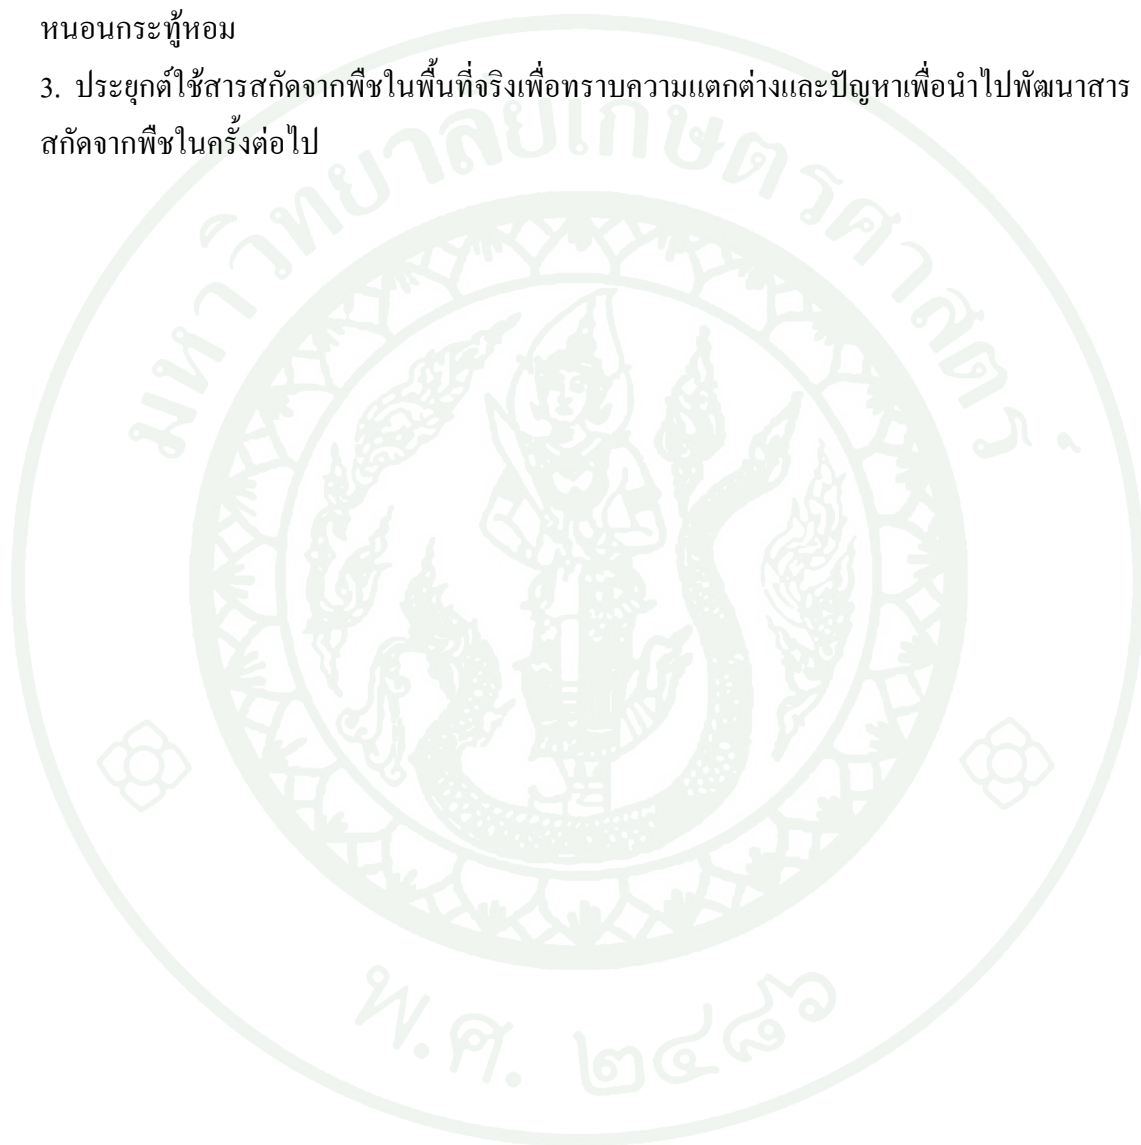 หนอนกระทู้หอม
3. ประยุกต์ใช้สารสกัดจากพืชในพื้นที่จริงเพื่อทราบความแตกต่างและปัญหาเพื่อนำไปพัฒนาสาร
สกัดจากพืชในครั้งต่อไป
มหาวิทยาลัยเกษตรศาสตร์
พ.ศ. ๒๔๘๖